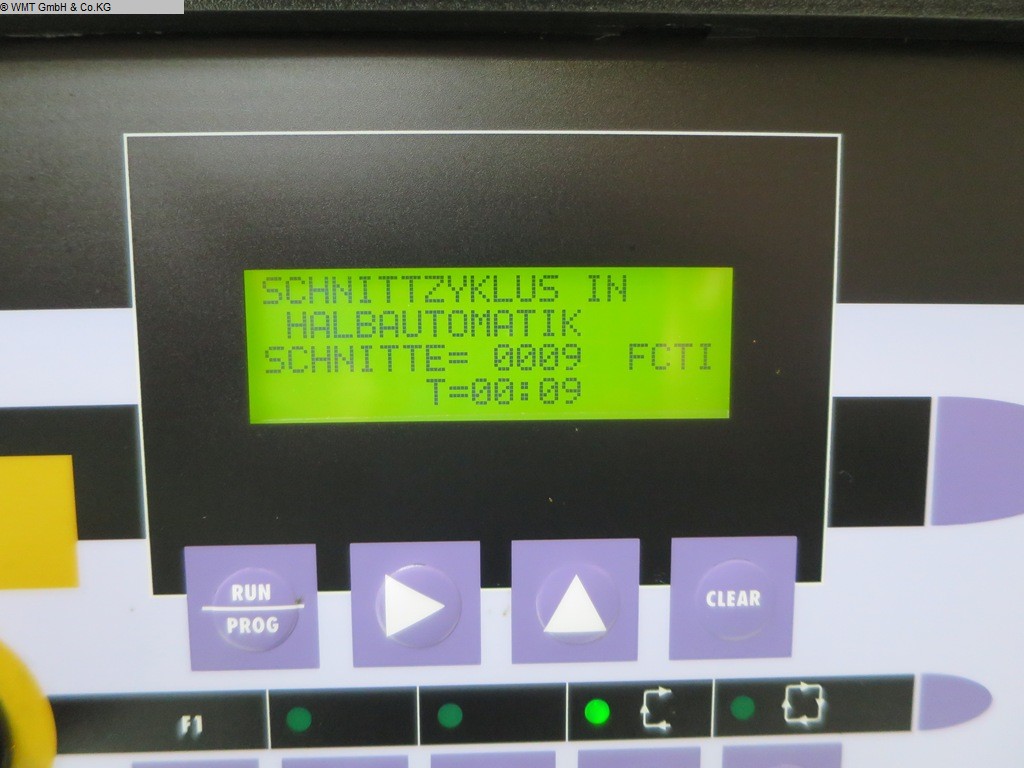 © WMT GmbH & Co.KG
SCHNITTZYKLUS IN
HALBAUTOMATIK
SCHNITTE= 0009 FCTI
T=00:09
RUN
PROG
CLEAR
F1